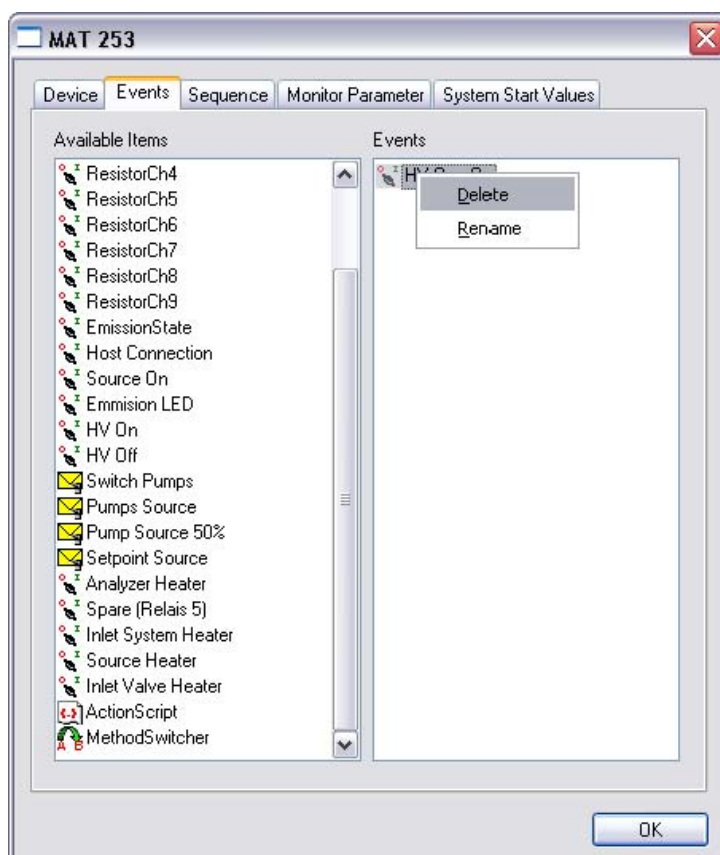 MAT 253
Device Events Sequence Monitor Parameter System Start Values
Available Items
Events
ResistorCh4
ResistorCh5
ResistorCh6
ResistorCh7
ResistorCh8
ResistorCh9
EmissionState
Host Connection
Source On
Emmision LED
HV On
HV Off
Switch Pumps
Pumps Source
Pump Source 50%
Setpoint Source
Analyzer Heater
Spare (Relais 5)
Inlet System Heater
Source Heater
Inlet Valve Heater
ActionScript
MethodSwitcher
HV
Delete
Rename
OK